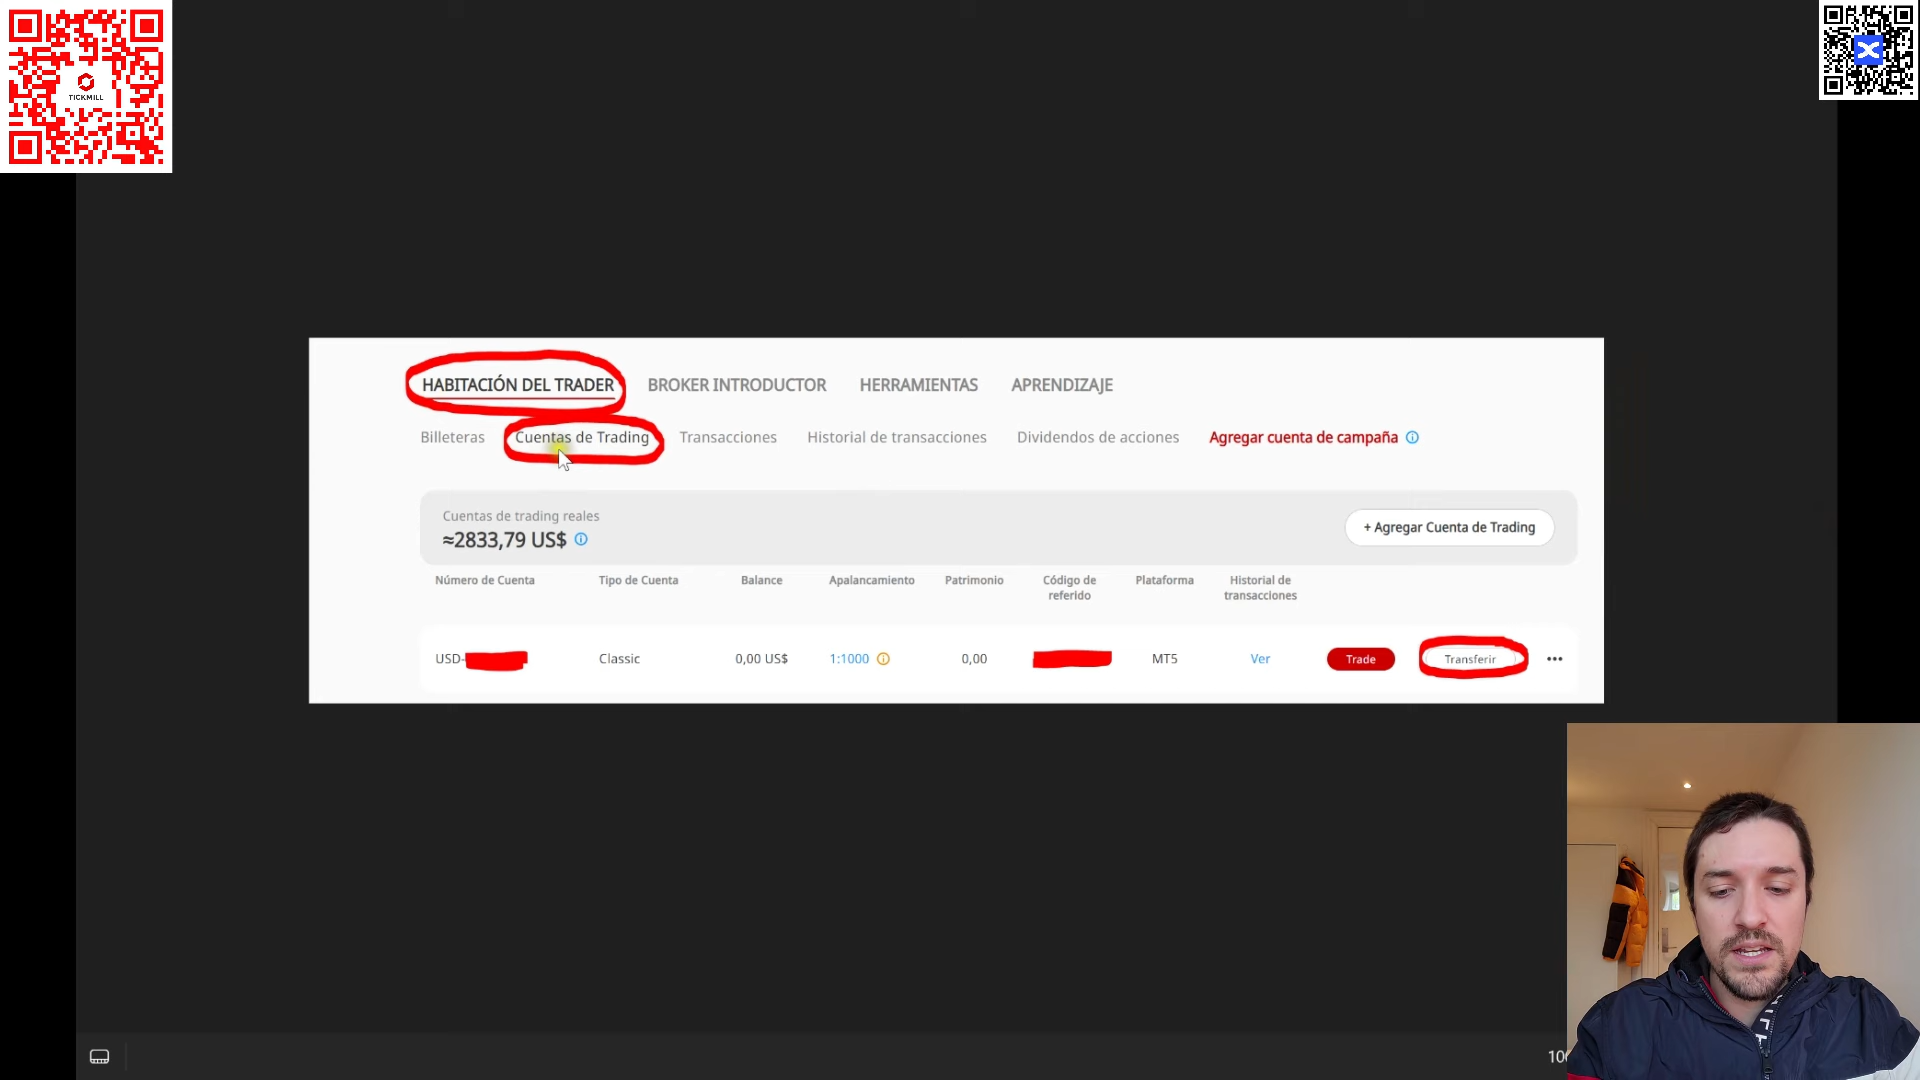 TICKMILL
HABITACIÓN DEL TRADER BROKER INTRODUCTOR HERRAMIENTAS APRENDIZAJE
Billeteras Cuentas de Trading Transacciones Historial de transacciones Dividendos de acciones Agregar cuenta de campaña
Cuentas de trading reales
≈2833,79 US$
+ Agregar Cuenta de Trading
Número de Cuenta Tipo de Cuenta Balance Apalancamiento Patrimonio Código de referido Plataforma Historial de transacciones
USD- Classic 0,00 US$ 1:1000 0,00 MT5 Ver Trade Transferir